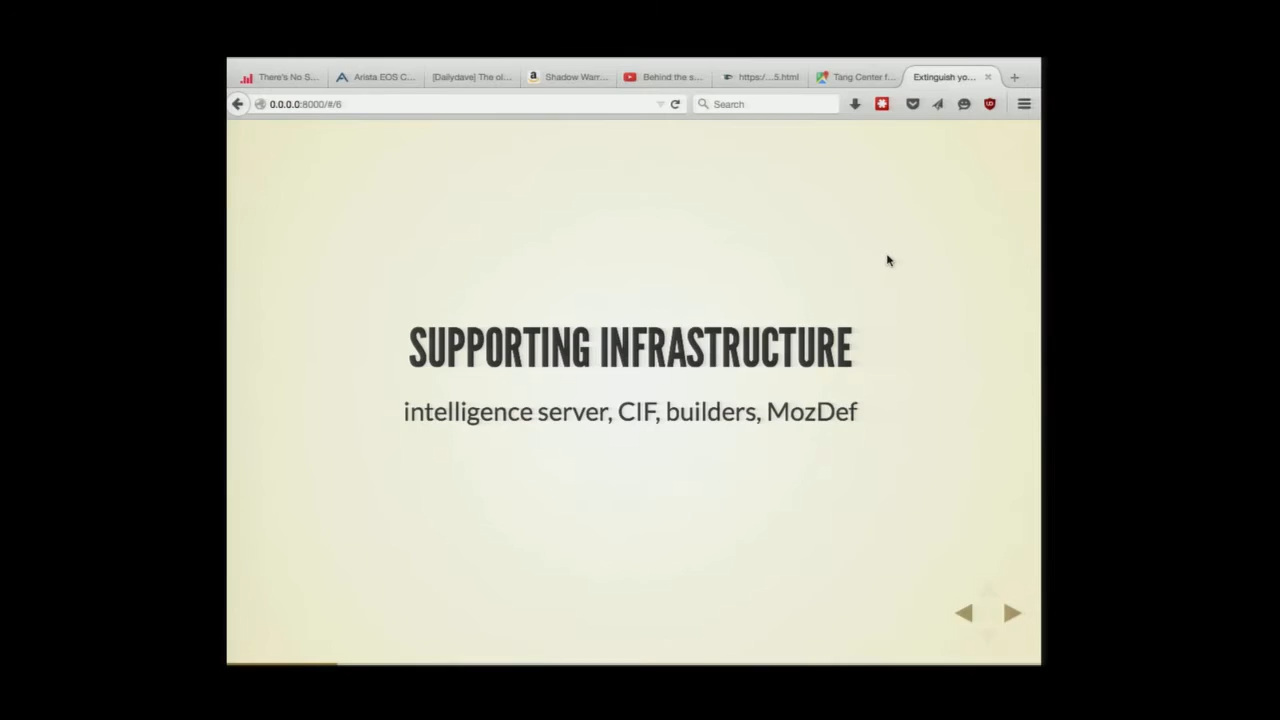 There's No S...
Arista EOS C...
[Dailydave] The ol...
Shadow Warr...
Behind the s...
https:/...5.html
Tang Center f...
Extinguish yo...
0.0.0.0:8000/#/6
Search
SUPPORTING INFRASTRUCTURE
intelligence server, CIF, builders, MozDef